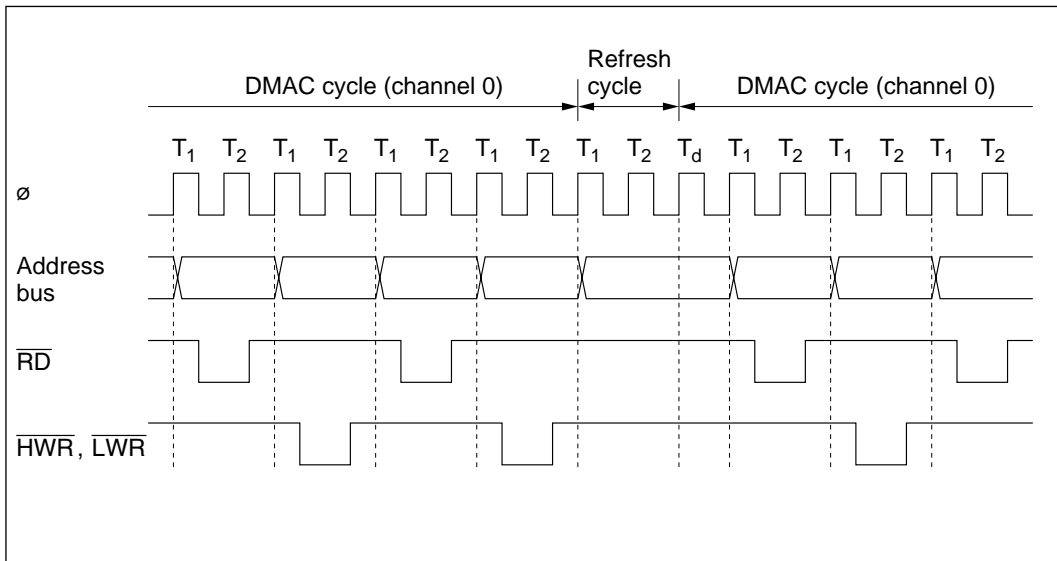 Refresh
cycle
DMAC cycle (channel 0)
DMAC cycle (channel 0)
T1 T2 T1 T2 T1 T2 T1 T2 T1 T2 Td T1 T2 T1 T2 T1 T2
ø
Address
bus
RD
HWR, LWR